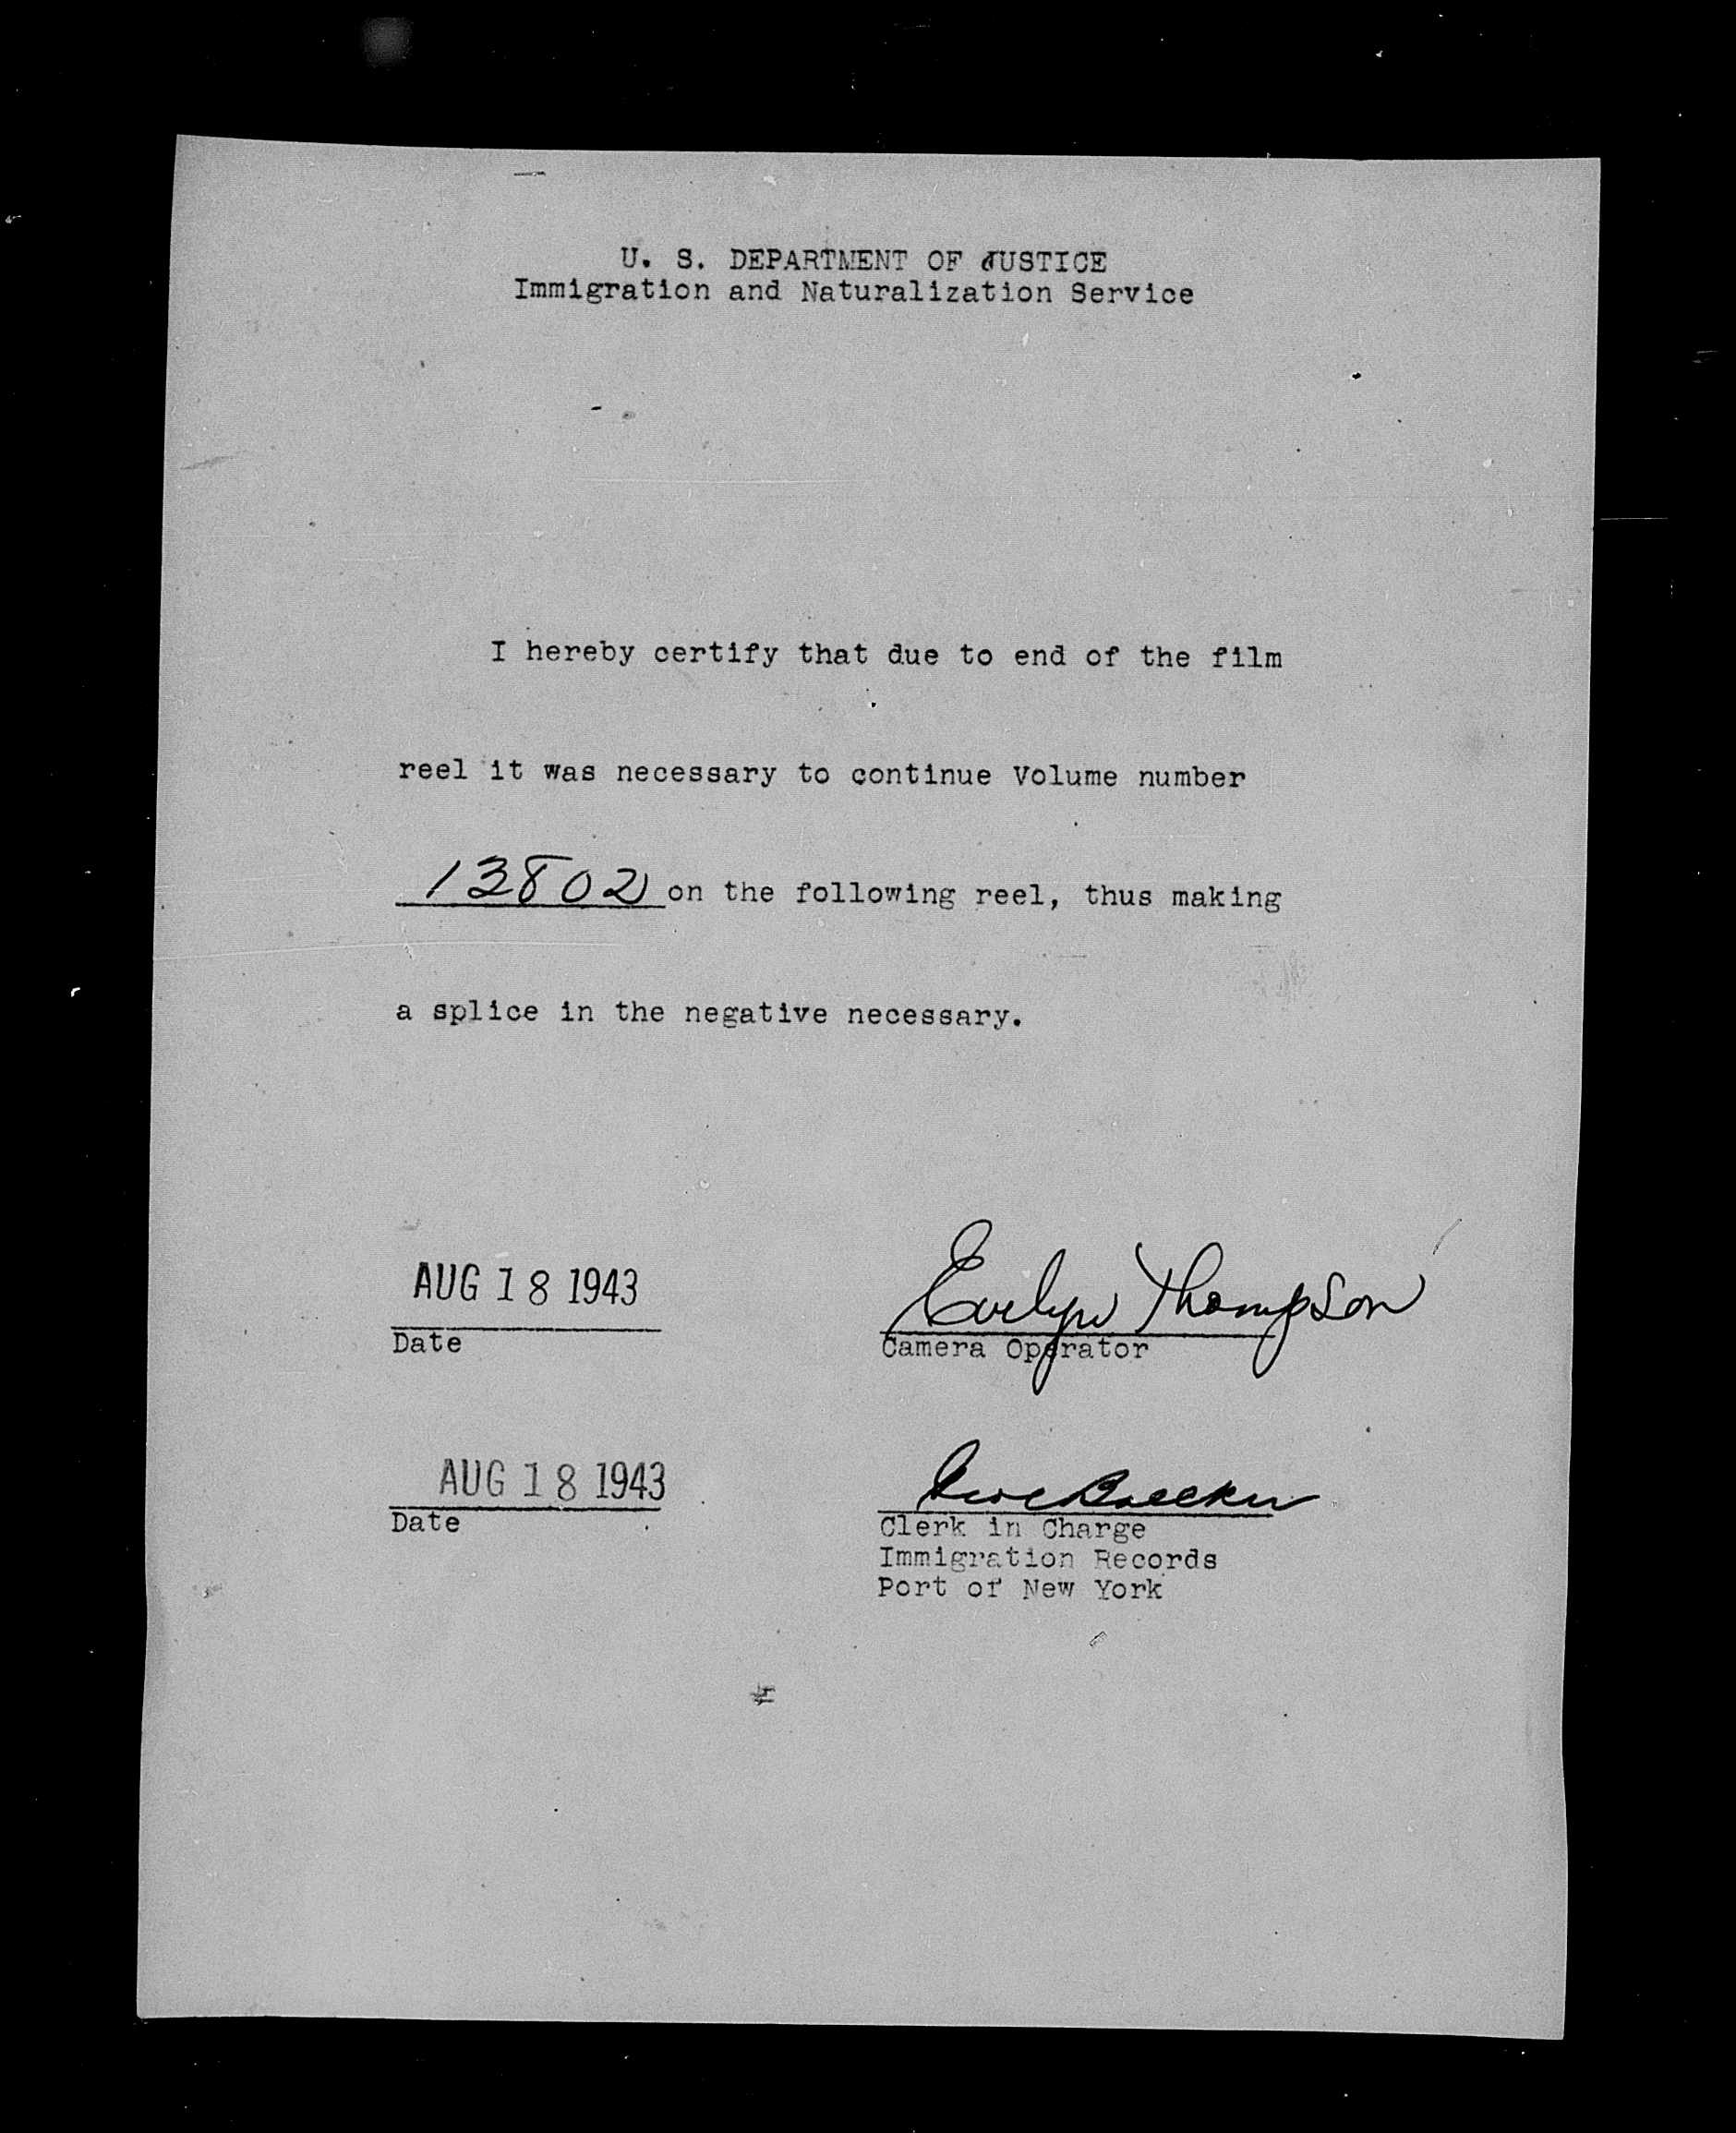 U. S. DEPARTMENT OF JUSTICE
Immigration and Naturalization Service
I hereby certify that due to end of the film
reel it was necessary to continue Volume number
13802 on the following reel, thus making
a splice in the negative necessary.
AUG 18 1943
Date
Evelyn Thompson
Camera Operator
AUG 18 1943
Date
Clerk in Charge
Immigration Records
Port of New York